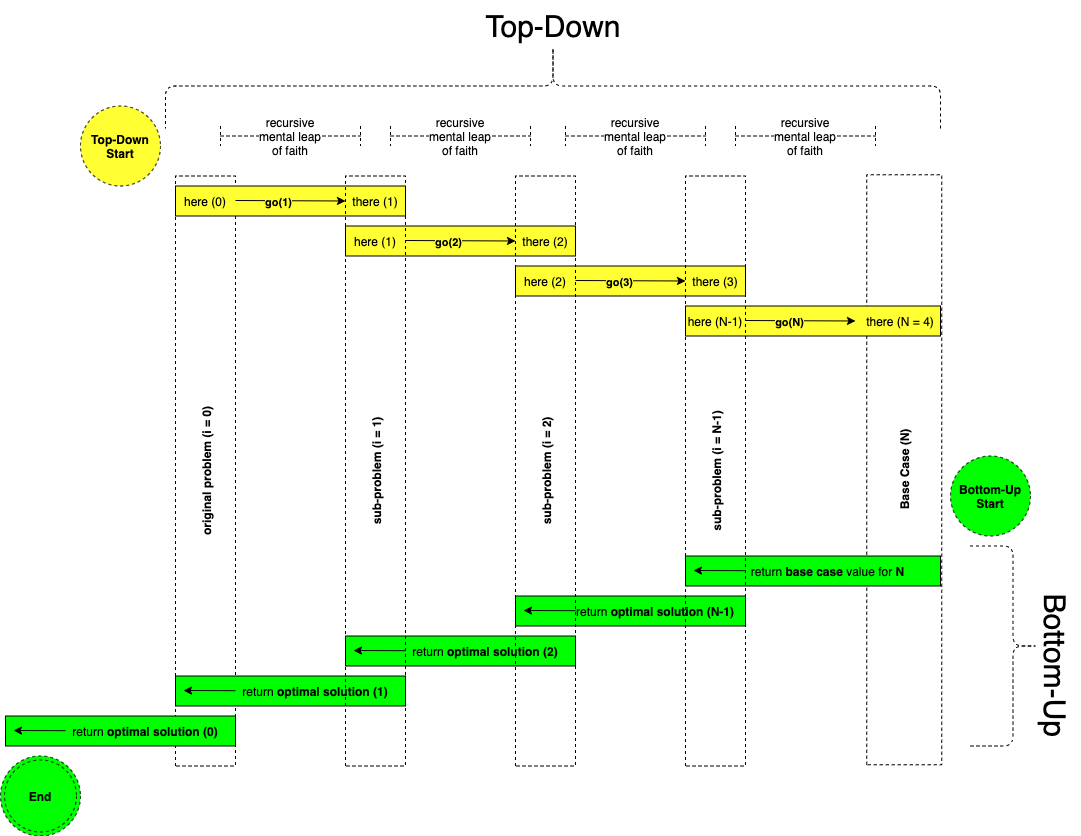 Top-Down
Top-Down
Start
recursive
mental leap
of faith
recursive
mental leap
of faith
recursive
mental leap
of faith
recursive
mental leap
of faith
here (0) go(1) there (1)
here (1) go(2) there (2)
here (2) go(3) there (3)
here (N-1) go(N) there (N = 4)
original problem (i = 0)
sub-problem (i = 1)
sub-problem (i = 2)
sub-problem (i = N-1)
Base Case (N)
Bottom-Up
Start
return base case value for N
return optimal solution (N-1)
return optimal solution (2)
return optimal solution (1)
return optimal solution (0)
Bottom-Up
End